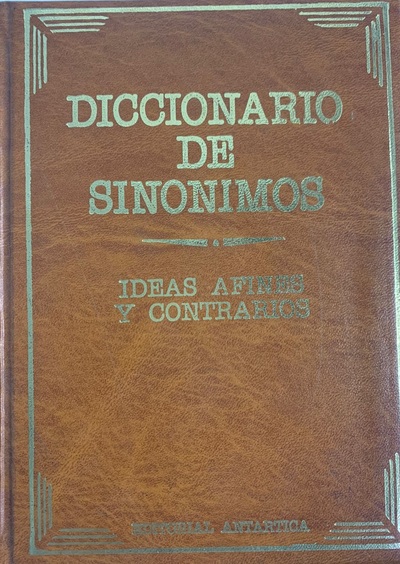 DICCIONARIO
DE
SINONIMOS
IDEAS AFINES
Y CONTRARIOS
EDITORIAL ANTARTICA